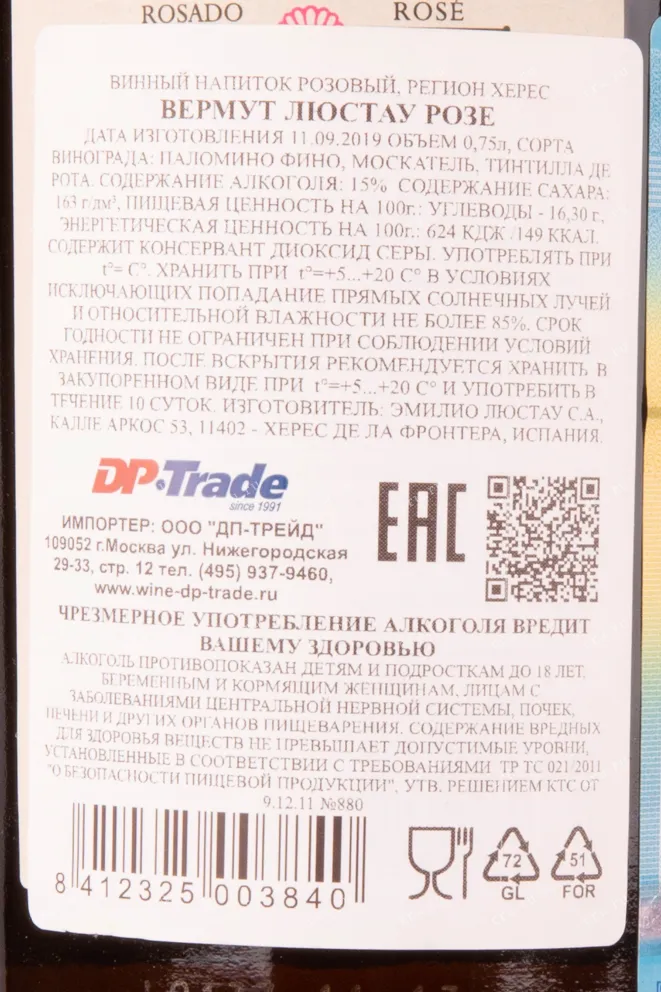 ROSADO ROSÉ
ВИННЫЙ НАПИТОК РОЗОВЫЙ, РЕГИОН ХЕРЕС
ВЕРМУТ ЛЮСТАУ РОЗЕ
ДАТА ИЗГОТОВЛЕНИЯ 11.09.2019 ОБЪЕМ 0,75л, СОРТА
ВИНОГРАДА: ПАЛОМИНО ФИНО, МОСКАТЕЛЬ, ТИНТИЛЛА ДЕ
РОТА. СОДЕРЖАНИЕ АЛКОГОЛЯ: 15% СОДЕРЖАНИЕ САХАРА:
163 г/дм³, ПИЩЕВАЯ ЦЕННОСТЬ НА 100г.: УГЛЕВОДЫ - 16,30 г.,
ЭНЕРГЕТИЧЕСКАЯ ЦЕННОСТЬ НА 100г.: 624 КДЖ /149 ККАЛ.
СОДЕРЖИТ КОНСЕРВАНТ ДИОКСИД СЕРЫ. УПОТРЕБЛЯТЬ ПРИ
t°= C°. ХРАНИТЬ ПРИ t°=+5...+20 C° В УСЛОВИЯХ
ИСКЛЮЧАЮЩИХ ПОПАДАНИЕ ПРЯМЫХ СОЛНЕЧНЫХ ЛУЧЕЙ
И ОТНОСИТЕЛЬНОЙ ВЛАЖНОСТИ НЕ БОЛЕЕ 85%. СРОК
ГОДНОСТИ НЕ ОГРАНИЧЕН ПРИ СОБЛЮДЕНИИ УСЛОВИЙ
ХРАНЕНИЯ. ПОСЛЕ ВСКРЫТИЯ РЕКОМЕНДУЕТСЯ ХРАНИТЬ В
ЗАКУПОРЕННОМ ВИДЕ ПРИ t°=+5...+20 C° И УПОТРЕБИТЬ В
ТЕЧЕНИЕ 10 СУТОК. ИЗГОТОВИТЕЛЬ: ЭМИЛИО ЛЮСТАУ С.А.,
КАЛЛЕ АРКОС 53, 11402 - ХЕРЕС ДЕ ЛА ФРОНТЕРА, ИСПАНИЯ.
DP-Trade
since 1991
EAC
ИМПОРТЕР: ООО "ДП-ТРЕЙД"
109052 г.Москва ул. Нижегородская
29-33, стр. 12 тел. (495) 937-9460,
www.wine-dp-trade.ru
ЧРЕЗМЕРНОЕ УПОТРЕБЛЕНИЕ АЛКОГОЛЯ ВРЕДИТ
ВАШЕМУ ЗДОРОВЬЮ
АЛКОГОЛЬ ПРОТИВОПОКАЗАН ДЕТЯМ И ПОДРОСТКАМ ДО 18 ЛЕТ,
БЕРЕМЕННЫМ И КОРМЯЩИМ ЖЕНЩИНАМ, ЛИЦАМ С
ЗАБОЛЕВАНИЯМИ ЦЕНТРАЛЬНОЙ НЕРВНОЙ СИСТЕМЫ, ПОЧЕК,
ПЕЧЕНИ И ДРУГИХ ОРГАНОВ ПИЩЕВАРЕНИЯ. СОДЕРЖАНИЕ ВРЕДНЫХ
ДЛЯ ЗДОРОВЬЯ ВЕЩЕСТВ НЕ ПРЕВЫШАЕТ ДОПУСТИМЫЕ УРОВНИ,
УСТАНОВЛЕННЫЕ В СООТВЕТСТВИИ С ТРЕБОВАНИЯМИ ТР ТС 021/2011
"О БЕЗОПАСНОСТИ ПИЩЕВОЙ ПРОДУКЦИИ", УТВ. РЕШЕНИЕМ КТС ОТ
9.12.11 №880
8 412325 003840
72
GL
51
FOR